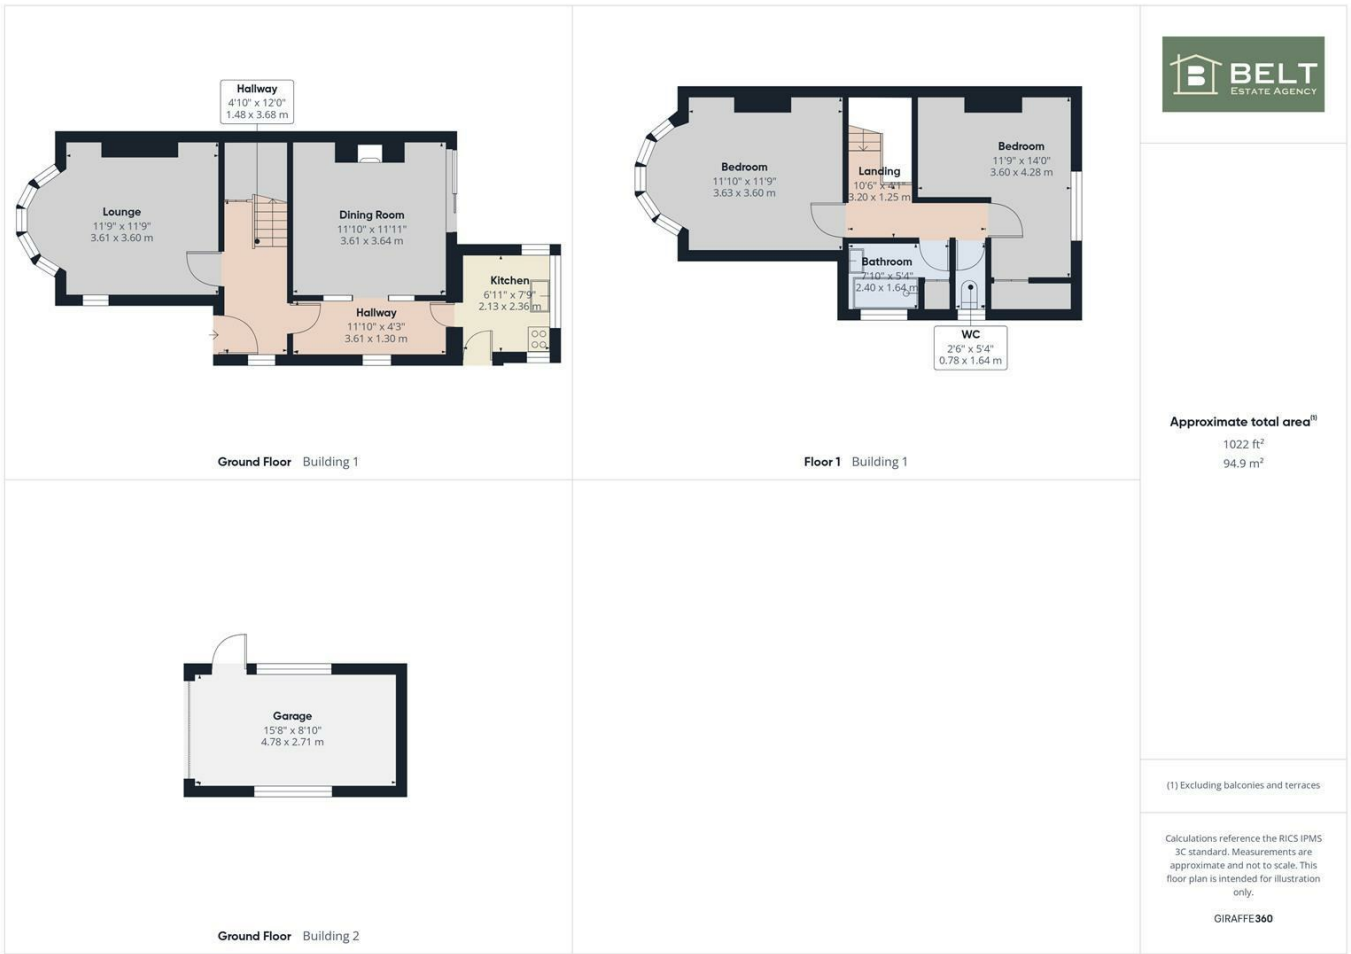 Hallway
4'10" x 12'0"
1.48 x 3.68 m
Lounge
11'9" x 11'9"
3.61 x 3.60 m
Dining Room
11'10" x 11'11"
3.61 x 3.64 m
Kitchen
6'11" x 7'9"
2.13 x 2.36 m
Hallway
11'10" x 4'3"
3.61 x 1.30 m
Ground Floor Building 1
Bedroom
11'10" x 11'9"
3.63 x 3.60 m
Landing
10'6" x 4'1"
3.20 x 1.25 m
Bedroom
11'9" x 14'0"
3.60 x 4.28 m
Bathroom
7'10" x 5'4"
2.40 x 1.64 m
WC
2'6" x 5'4"
0.78 x 1.64 m
Floor 1 Building 1
Garage
15'8" x 8'10"
4.78 x 2.71 m
Ground Floor Building 2
B BELT
ESTATE AGENCY
Approximate total area(1)
1022 ft²
94.9 m²
(1) Excluding balconies and terraces
Calculations reference the RICS IPMS
3C standard. Measurements are
approximate and not to scale. This
floor plan is intended for illustration
only.
GIRAFFE360